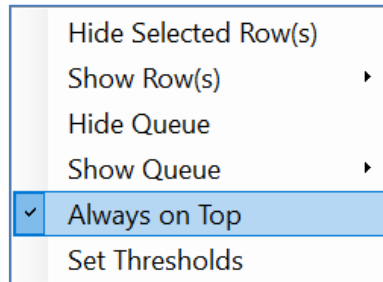 Hide Selected Row(s)
Show Row(s)
Hide Queue
Show Queue
Always on Top
Set Thresholds